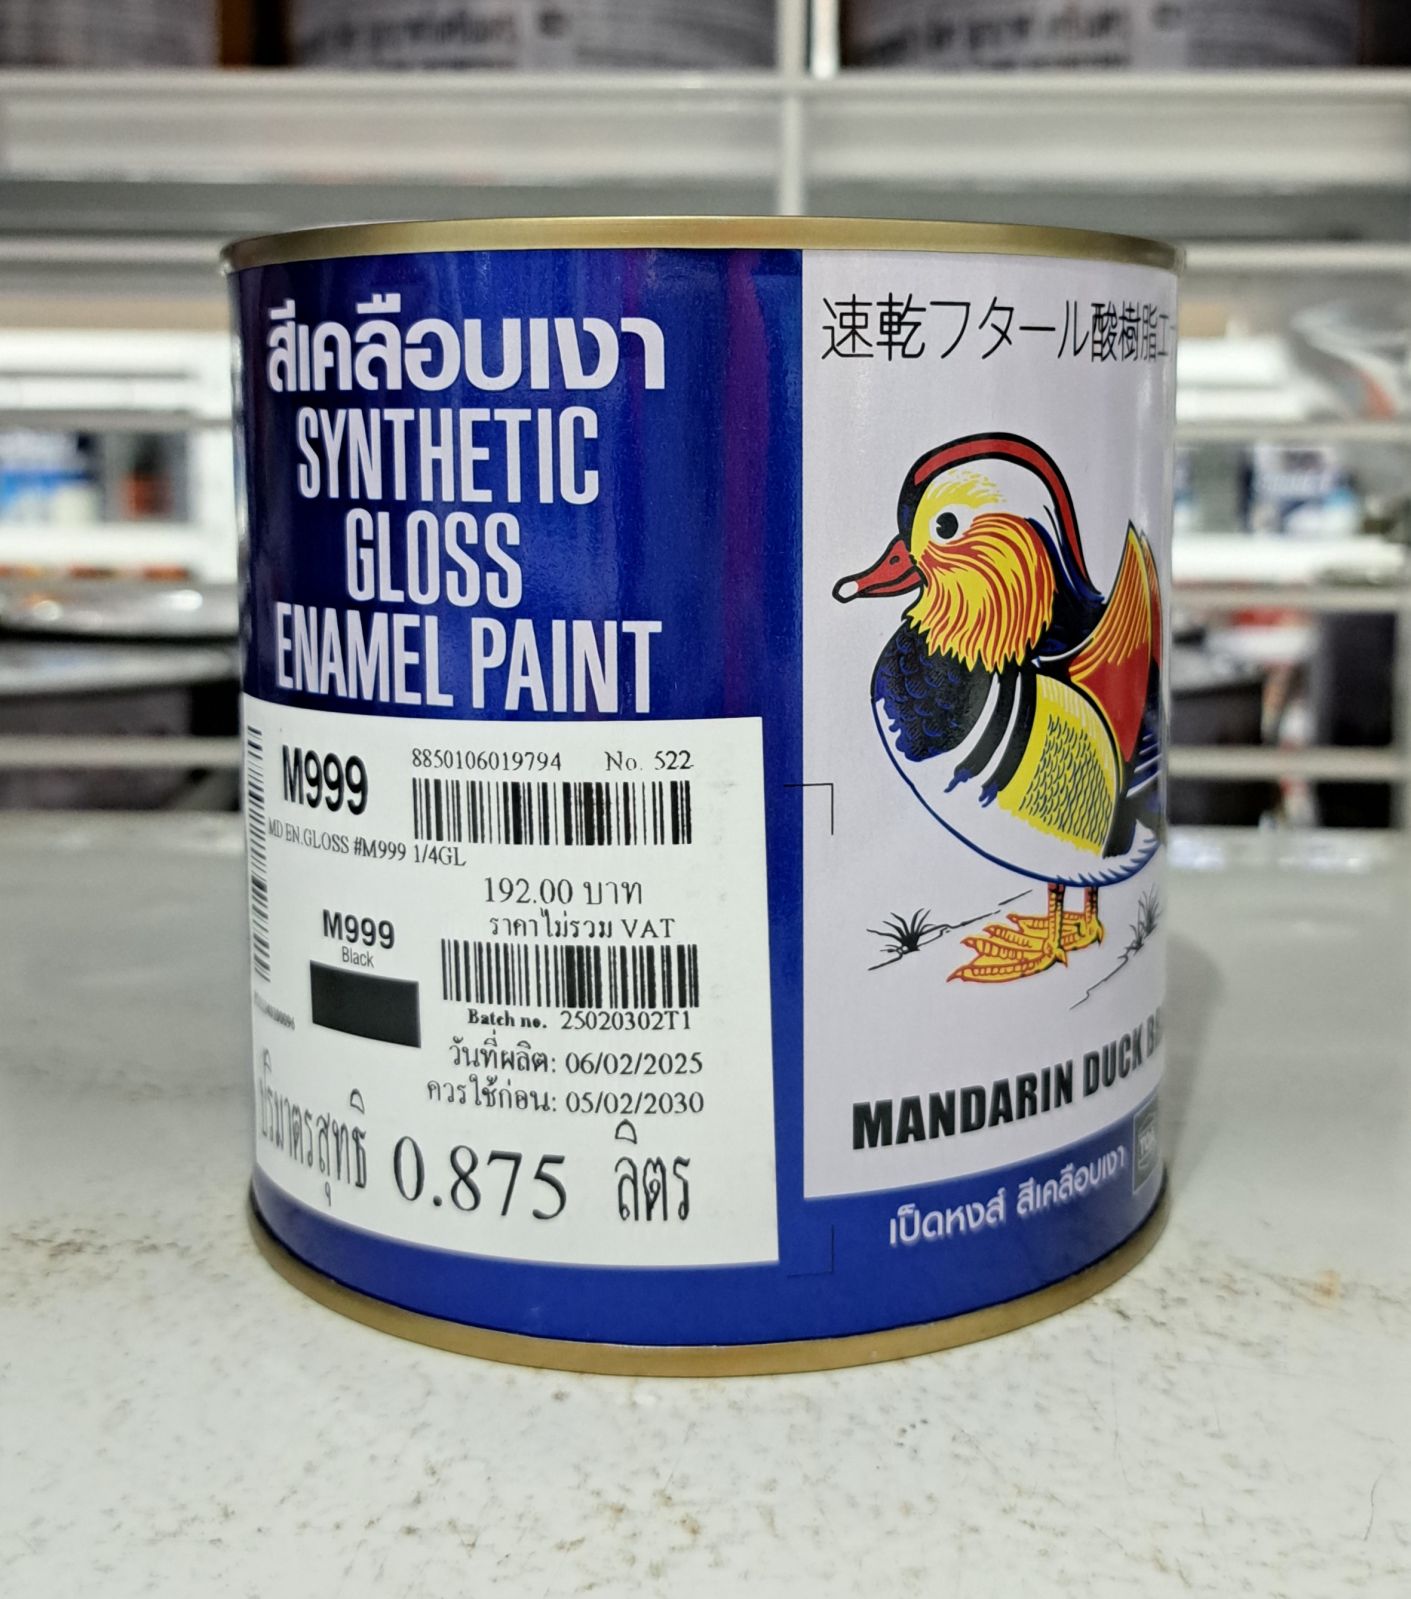 สีเคลือบเงา
SYNTHETIC
GLOSS
ENAMEL PAINT
M999
8850106019794 No. 522
MD EN.GLOSS #M999 1/4GL
192.00 บาท
ราคาไม่รวม VAT
M999
Black
Batch no. 25020302T1
วันที่ผลิต: 06/02/2025
ควรใช้ก่อน: 05/02/2030
ปริมาตรสุทธิ 0.875 ลิตร
速乾フタール酸樹脂エ
MANDARIN DUCK
เป็ดหงส์ สีเคลือบเงา
TOA